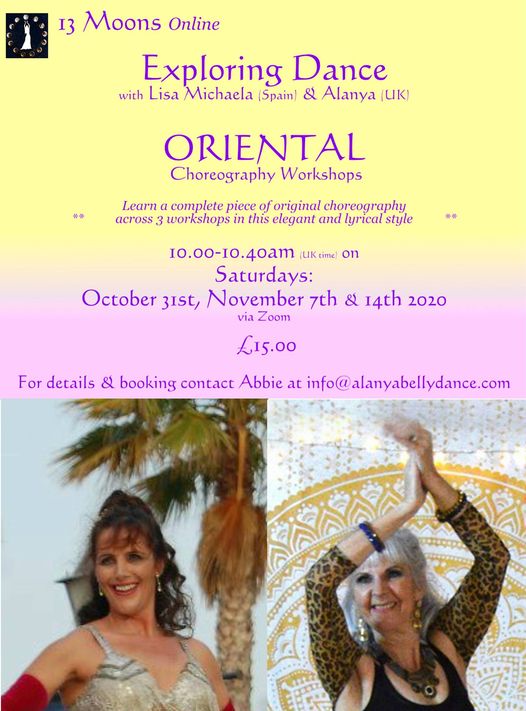 13 Moons Online
Exploring Dance
with Lisa Michaela (Spain) & Alanya (UK)
ORIENTAL
Choreography Workshops
Learn a complete piece of original choreography
** across 3 workshops in this elegant and lyrical style **
10.00-10.40am (UK time) on
Saturdays:
October 31st, November 7th & 14th 2020
via Zoom
£15.00
For details & booking contact Abbie at info@alanyabellydance.com